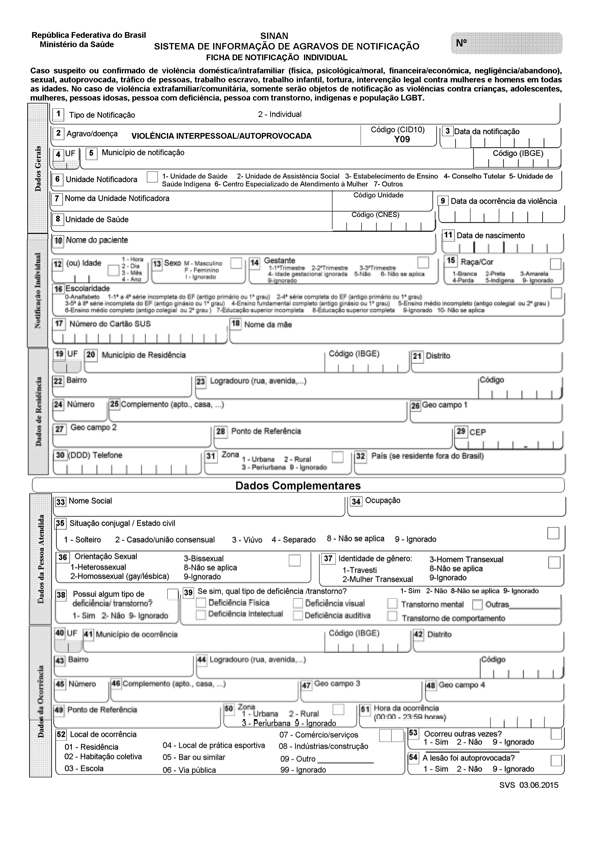 República Federativa do Brasil
Ministério da Saúde
SINAN
SISTEMA DE INFORMAÇÃO DE AGRAVOS DE NOTIFICAÇÃO
FICHA DE NOTIFICAÇÃO INDIVIDUAL
Nº
Caso suspeito ou confirmado de violência doméstica/intrafamiliar (física, psicológica/moral, financeira/econômica, negligência/abandono),
sexual, autoprovocada, tráfico de pessoas, trabalho escravo, trabalho infantil, tortura, intervenção legal contra mulheres e homens em todas
as idades. No caso de violência extrafamiliar/comunitária, somente serão objetos de notificação as violências contra crianças, adolescentes,
mulheres, pessoas idosas, pessoa com deficiência, pessoa com transtorno, indígenas e população LGBT.
Dados Gerais
1 Tipo de Notificação 2 - Individual
2 Agravo/doença VIOLÊNCIA INTERPESSOAL/AUTOPROVOCADA Código (CID10) Y09 3 Data da notificação
4 UF 5 Município de notificação Código (IBGE)
6 Unidade Notificadora 1- Unidade de Saúde 2- Unidade de Assistência Social 3- Estabelecimento de Ensino 4- Conselho Tutelar 5- Unidade de
Saúde Indígena 6- Centro Especializado de Atendimento à Mulher 7- Outros
7 Nome da Unidade Notificadora Código Unidade 9 Data da ocorrência da violência
8 Unidade de Saúde Código (CNES)
Notificação Individual
10 Nome do paciente 11 Data de nascimento
12 (ou) Idade 1 - Hora 2 - Dia 3 - Mês 4 - Ano 13 Sexo M - Masculino F - Feminino I - Ignorado 14 Gestante
1-1ºTrimestre 2-2ºTrimestre 3-3ºTrimestre
4- Idade gestacional ignorada 5-Não 6- Não se aplica
9-Ignorado
15 Raça/Cor
1-Branca 2-Preta 3-Amarela
4-Parda 5-Indígena 9- Ignorado
16 Escolaridade
0-Analfabeto 1-1ª a 4ª série incompleta do EF (antigo primário ou 1º grau) 2-4ª série completa do EF (antigo primário ou 1º grau)
3-5ª à 8ª série incompleta do EF (antigo ginásio ou 1º grau) 4-Ensino fundamental completo (antigo ginásio ou 1º grau) 5-Ensino médio incompleto (antigo colegial ou 2º grau )
6-Ensino médio completo (antigo colegial ou 2º grau ) 7-Educação superior incompleta 8-Educação superior completa 9-Ignorado 10- Não se aplica
17 Número do Cartão SUS 18 Nome da mãe
Dados de Residência
19 UF 20 Município de Residência Código (IBGE) 21 Distrito
22 Bairro 23 Logradouro (rua, avenida,...) Código
24 Número 25 Complemento (apto., casa, ...) 26 Geo campo 1
27 Geo campo 2 28 Ponto de Referência 29 CEP
30 (DDD) Telefone 31 Zona 1 - Urbana 2 - Rural
3 - Periurbana 9 - Ignorado
32 País (se residente fora do Brasil)
Dados Complementares
Dados da Pessoa Atendida
33 Nome Social 34 Ocupação
35 Situação conjugal / Estado civil
1 - Solteiro 2 - Casado/união consensual 3 - Viúvo 4 - Separado 8 - Não se aplica 9 - Ignorado
36 Orientação Sexual 3-Bissexual
1-Heterossexual 8-Não se aplica
2-Homossexual (gay/lésbica) 9-Ignorado
37 Identidade de gênero: 3-Homem Transexual
1-Travesti 8-Não se aplica
2-Mulher Transexual 9-Ignorado
38 Possui algum tipo de
deficiência/ transtorno?
1- Sim 2- Não 9- Ignorado
39 Se sim, qual tipo de deficiência /transtorno? 1- Sim 2- Não 8-Não se aplica 9- Ignorado
Deficiência Física Deficiência visual Transtorno mental Outras
Deficiência Intelectual Deficiência auditiva Transtorno de comportamento
Dados da Ocorrência
40 UF 41 Município de ocorrência Código (IBGE) 42 Distrito
43 Bairro 44 Logradouro (rua, avenida,...) Código
45 Número 46 Complemento (apto., casa, ...) 47 Geo campo 3 48 Geo campo 4
49 Ponto de Referência 50 Zona
1 - Urbana 2 - Rural
3 - Periurbana 9 - Ignorado
51 Hora da ocorrência
(00:00 - 23:59 horas)
52 Local de ocorrência
01 - Residência
02 - Habitação coletiva
03 - Escola
04 - Local de prática esportiva
05 - Bar ou similar
06 - Via pública
07 - Comércio/serviços
08 - Indústrias/construção
09 - Outro
99 - Ignorado
53 Ocorreu outras vezes?
1 - Sim 2 - Não 9 - Ignorado
54 A lesão foi autoprovocada?
1 - Sim 2 - Não 9 - Ignorado
SVS 03.06.2015